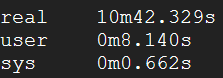 real    10m42.329s
user    0m8.140s
sys     0m0.662s